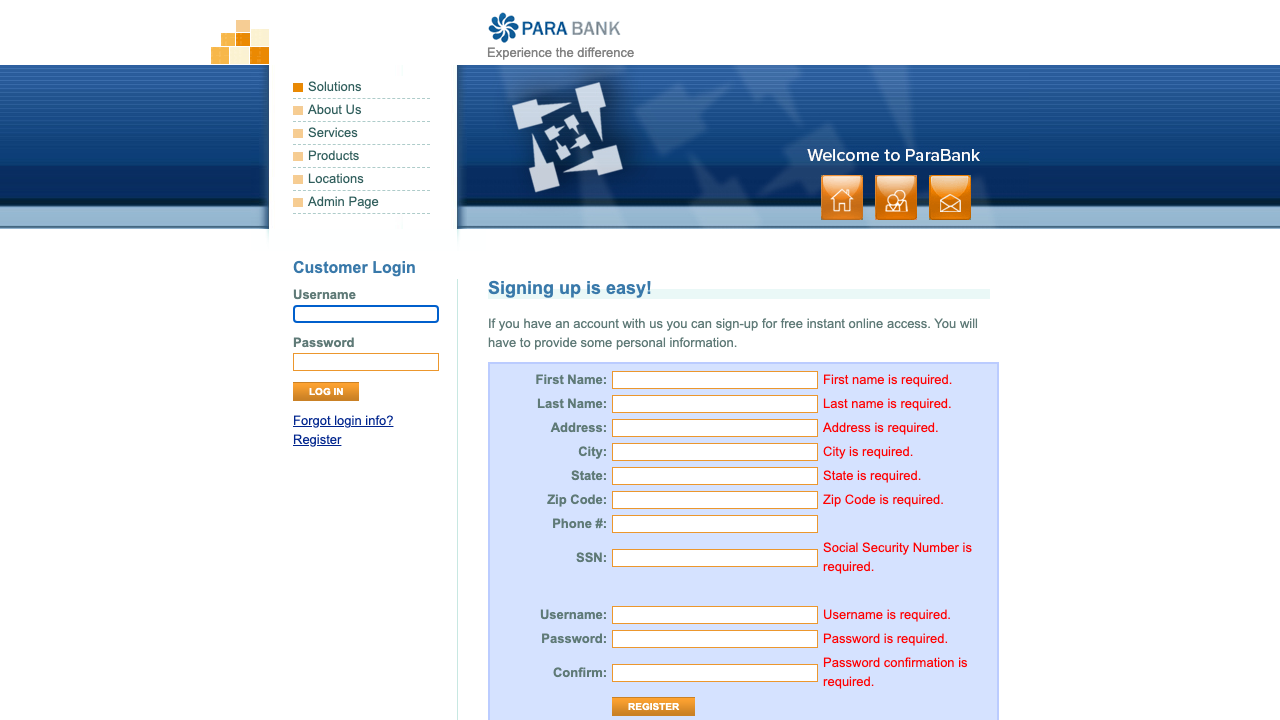 PARA BANK
Experience the difference
Solutions
About Us
Services
Products
Locations
Admin Page
Welcome to ParaBank
Customer Login
Username
Password
LOG IN
Forgot login info?
Register
Signing up is easy!
If you have an account with us you can sign-up for free instant online access. You will
have to provide some personal information.
First Name: First name is required.
Last Name: Last name is required.
Address: Address is required.
City: City is required.
State: State is required.
Zip Code: Zip Code is required.
Phone #:
SSN: Social Security Number is
required.
Username: Username is required.
Password: Password is required.
Confirm: Password confirmation is
required.
REGISTER